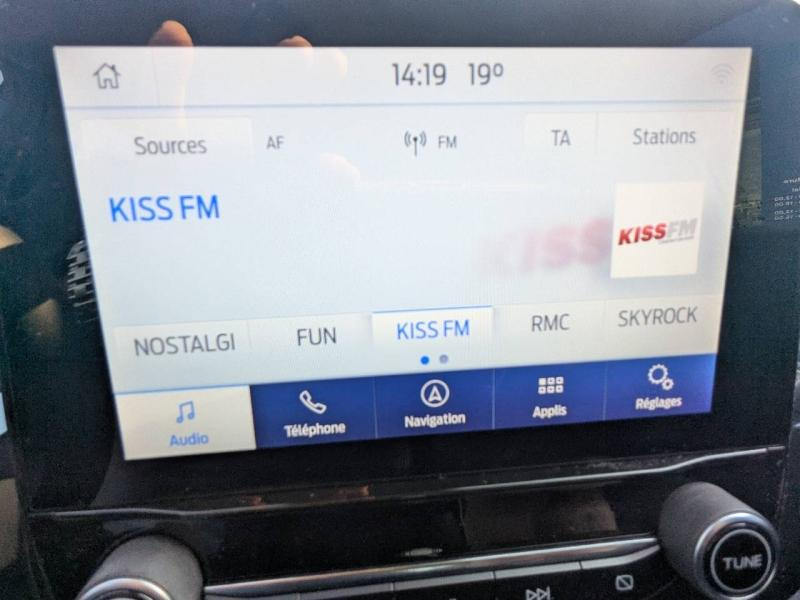 14:19 19°
Sources AF FM TA Stations
KISS FM
KISS
KISSFM
NOSTALGI FUN KISS FM RMC SKYROCK
Audio Téléphone Navigation Applis Réglages
TUNE